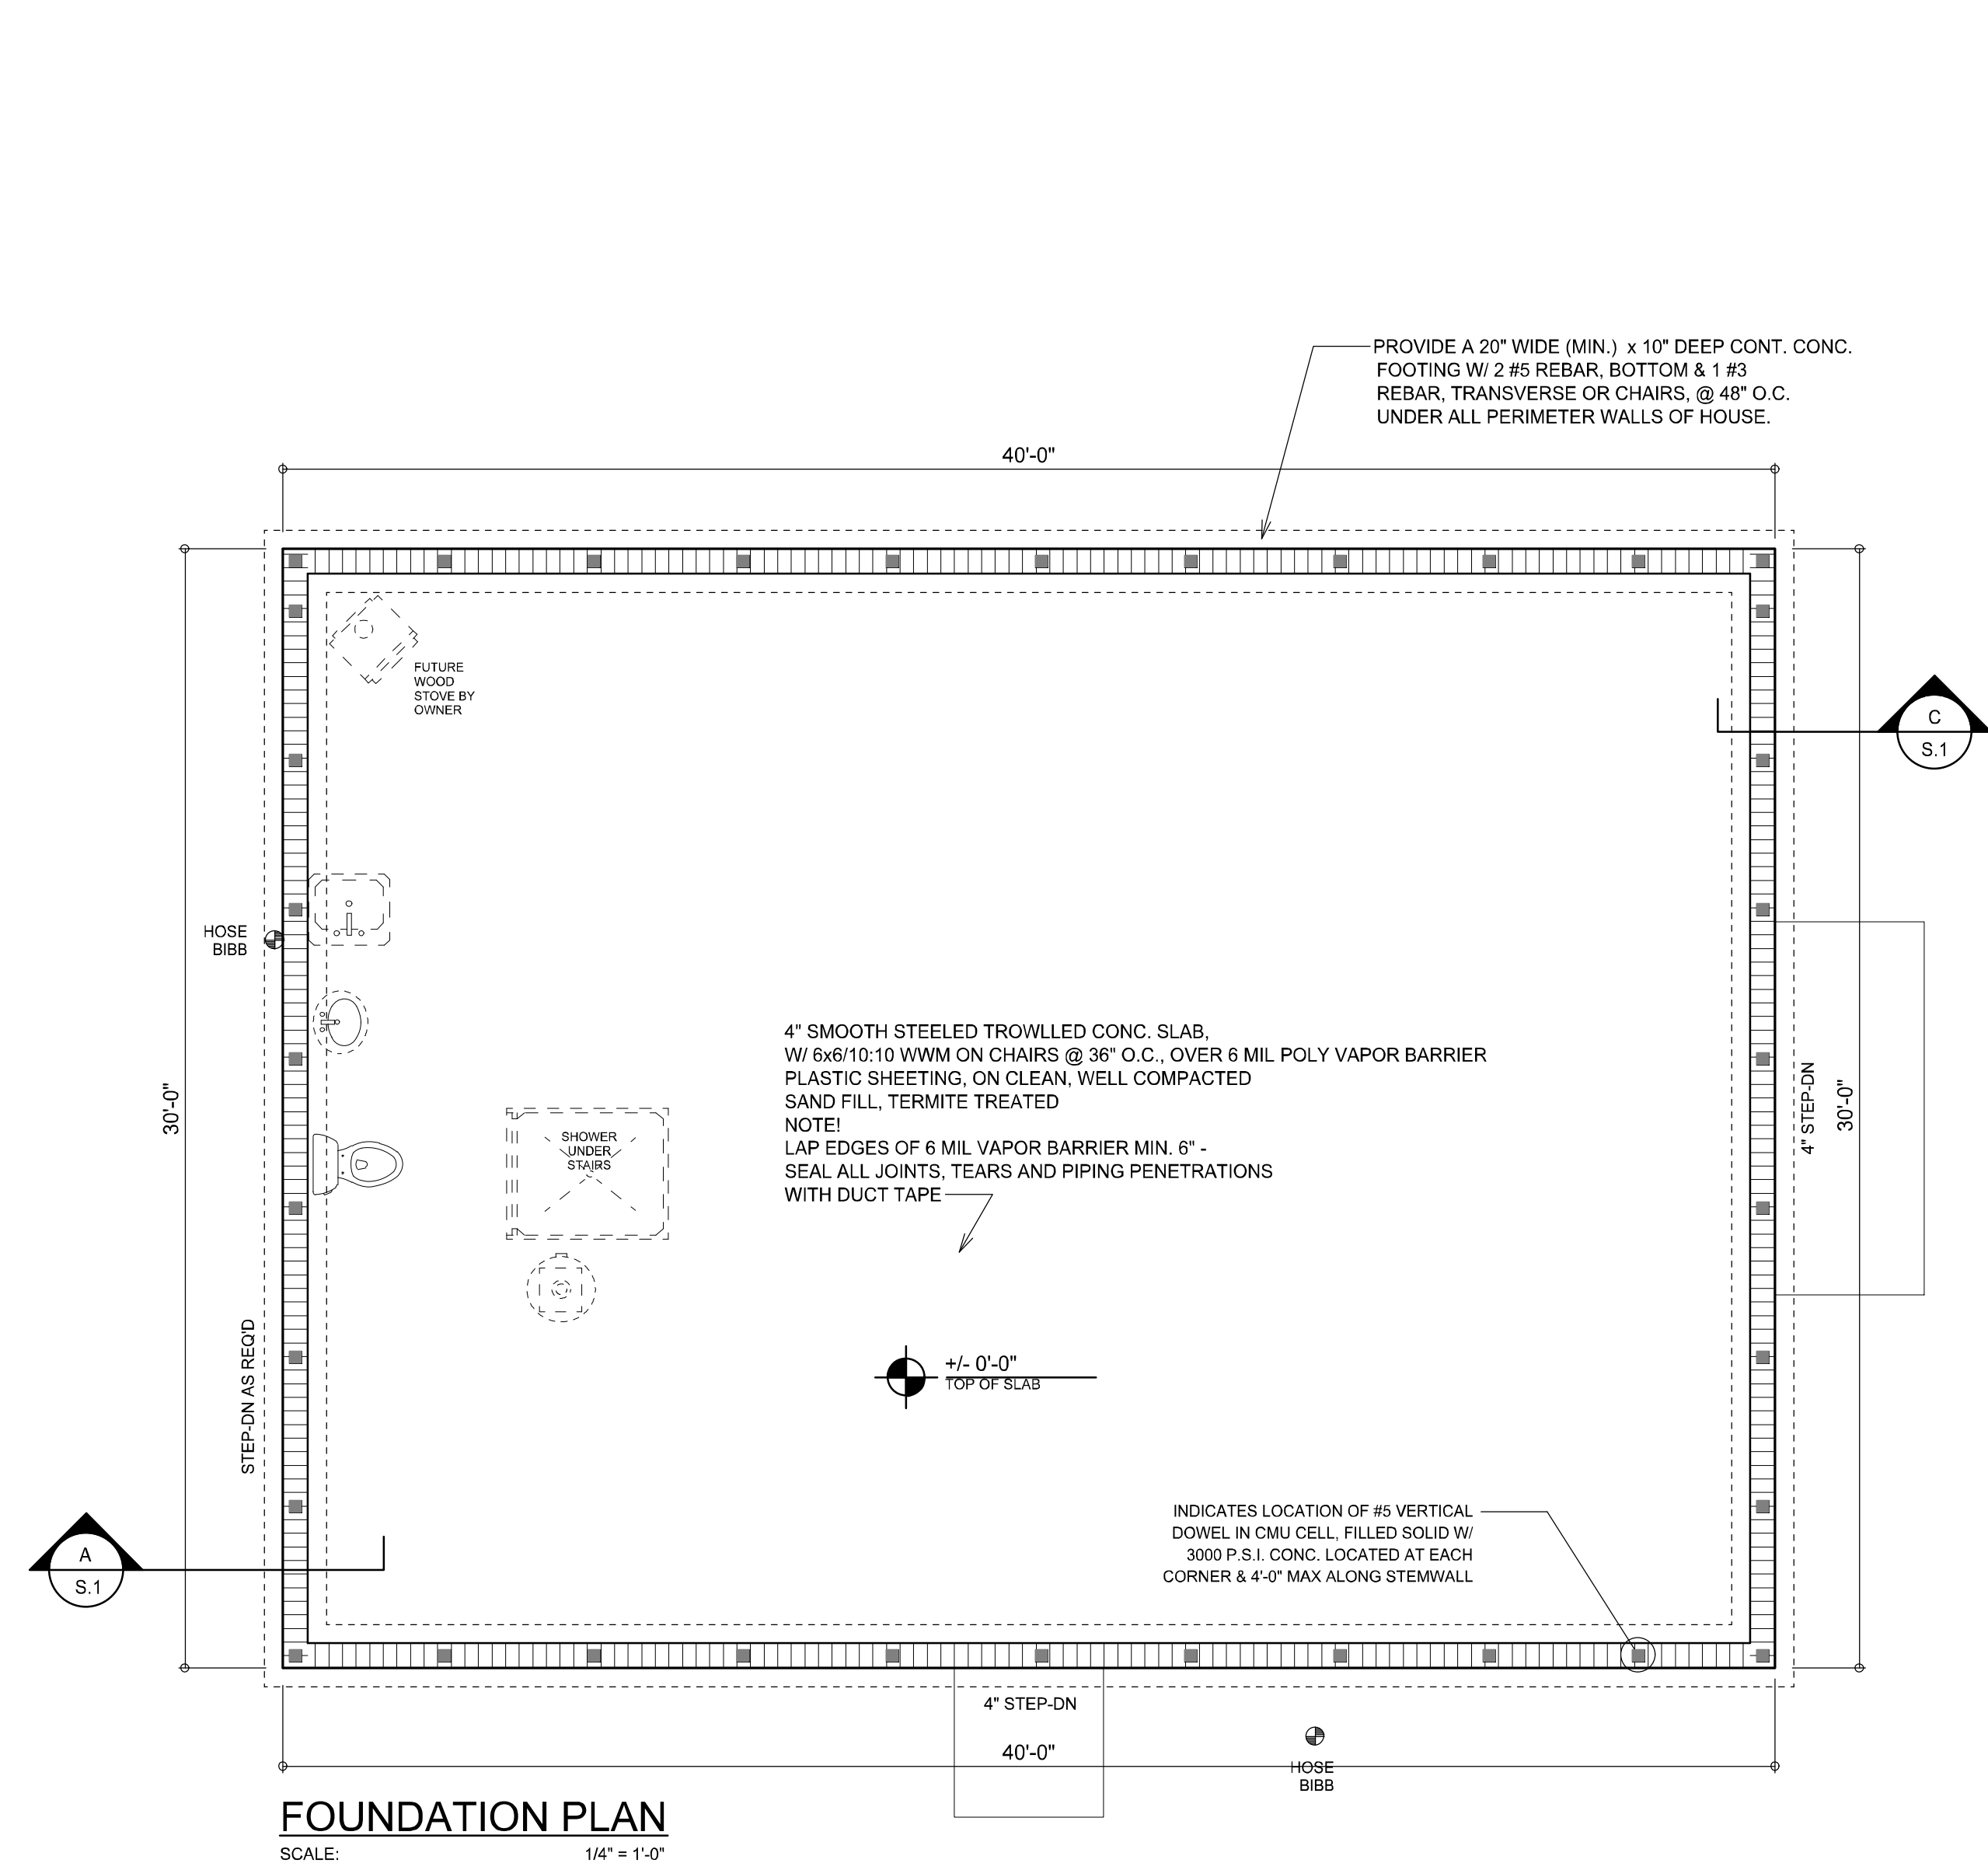 PROVIDE A 20" WIDE (MIN.) x 10" DEEP CONT. CONC.
FOOTING W/ 2 #5 REBAR, BOTTOM & 1 #3
REBAR, TRANSVERSE OR CHAIRS, @ 48" O.C.
UNDER ALL PERIMETER WALLS OF HOUSE.
40'-0"
FUTURE
WOOD
STOVE BY
OWNER
C
S.1
HOSE
BIBB
4" SMOOTH STEELED TROWLLED CONC. SLAB,
W/ 6x6/10:10 WWM ON CHAIRS @ 36" O.C., OVER 6 MIL POLY VAPOR BARRIER
PLASTIC SHEETING, ON CLEAN, WELL COMPACTED
SAND FILL, TERMITE TREATED
NOTE!
LAP EDGES OF 6 MIL VAPOR BARRIER MIN. 6" -
SEAL ALL JOINTS, TEARS AND PIPING PENETRATIONS
WITH DUCT TAPE
30'-0"
4" STEP-DN
30'-0"
SHOWER
UNDER
STAIRS
STEP-DN AS REQ'D
+/- 0'-0"
TOP OF SLAB
INDICATES LOCATION OF #5 VERTICAL
DOWEL IN CMU CELL, FILLED SOLID W/
3000 P.S.I. CONC. LOCATED AT EACH
CORNER & 4'-0" MAX ALONG STEMWALL
A
S.1
4" STEP-DN
40'-0"
HOSE
BIBB
FOUNDATION PLAN
SCALE: 1/4" = 1'-0"